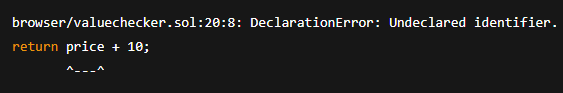 browser/valuechecker.sol:20:8: DeclarationError: Undeclared identifier.
return price + 10;
^---^